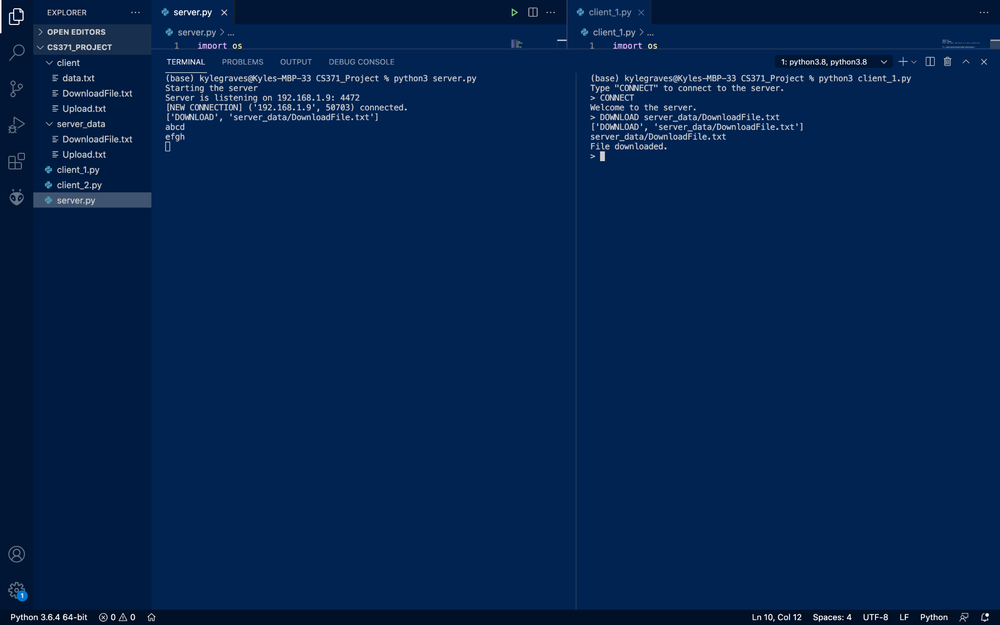 EXPLORER
OPEN EDITORS
CS371_PROJECT
client
data.txt
DownloadFile.txt
Upload.txt
server_data
DownloadFile.txt
Upload.txt
client_1.py
client_2.py
server.py
server.py
server.py > ...
1 import os
client_1.py
client_1.py > ...
1 import os
TERMINAL PROBLEMS OUTPUT DEBUG CONSOLE
1: python3.8, python3.8
(base) kylegraves@Kyles-MBP-33 CS371_Project % python3 server.py
Starting the server
Server is listening on 192.168.1.9: 4472
[NEW CONNECTION] ('192.168.1.9', 50703) connected.
['DOWNLOAD', 'server_data/DownloadFile.txt']
abcd
efgh
(base) kylegraves@Kyles-MBP-33 CS371_Project % python3 client_1.py
Type "CONNECT" to connect to the server.
> CONNECT
Welcome to the server.
> DOWNLOAD server_data/DownloadFile.txt
['DOWNLOAD', 'server_data/DownloadFile.txt']
server_data/DownloadFile.txt
File downloaded.
>
1
Python 3.6.4 64-bit 0 0
Ln 10, Col 12 Spaces: 4 UTF-8 LF Python